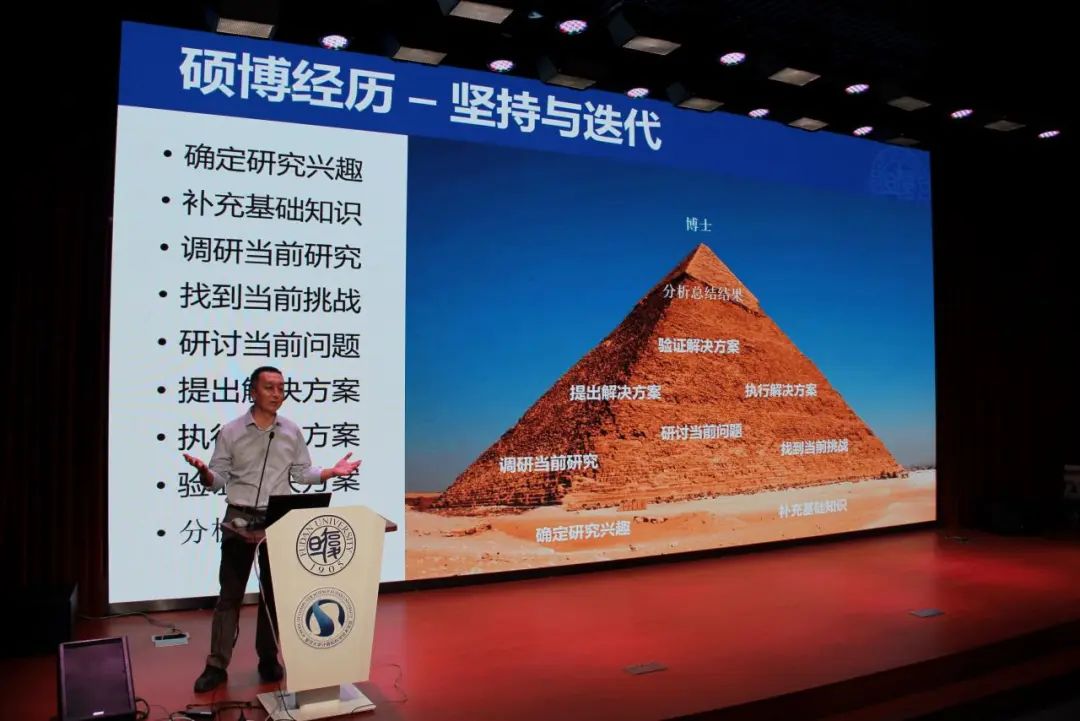 硕博经历 – 坚持与迭代
• 确定研究兴趣
• 补充基础知识
• 调研当前研究
• 找到当前挑战
• 研讨当前问题
• 提出解决方案
• 执行 方案
• 验 决方案
• 分析
博士
分析总结结果
验证解决方案
提出解决方案
执行解决方案
研讨当前问题
找到当前挑战
调研当前研究
补充基础知识
确定研究兴趣
FUDAN UNIVERSITY
1905